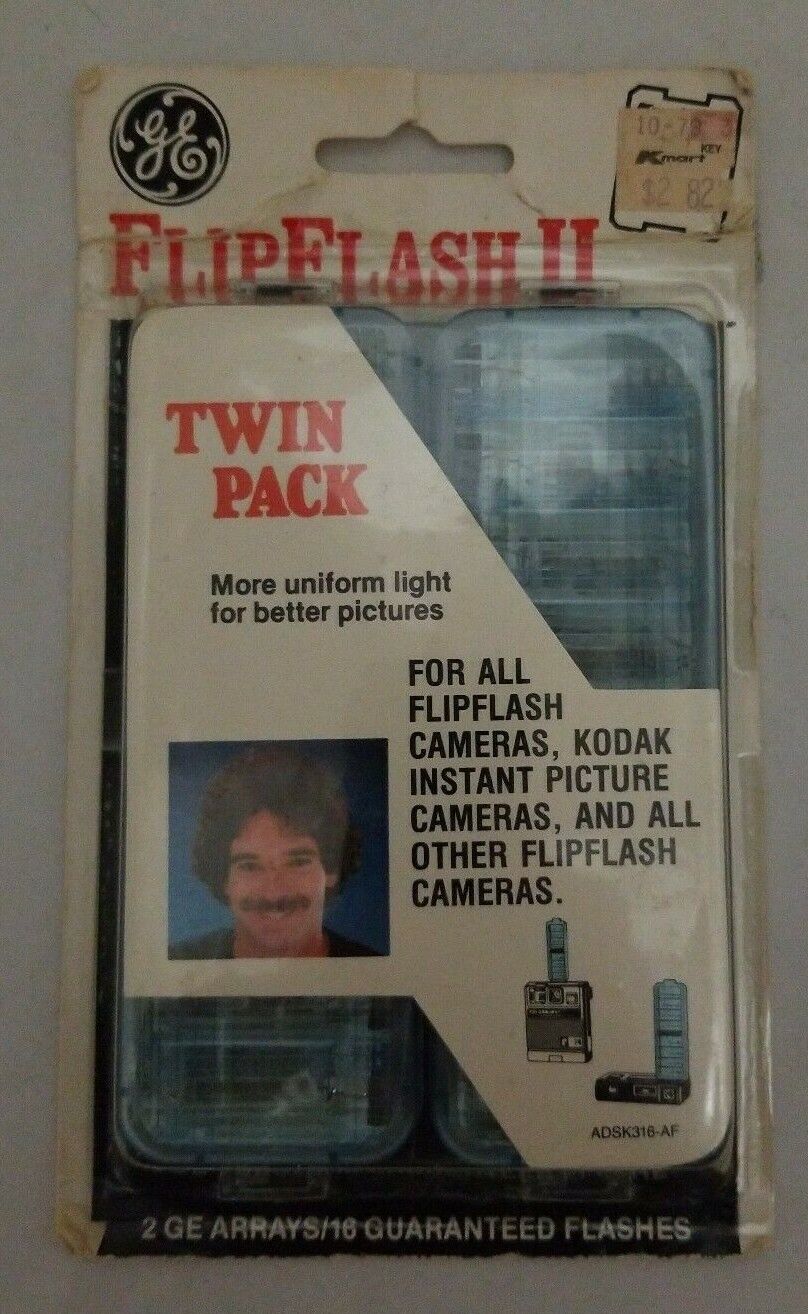 GE
10-78
Kmart KEY
$2 82
FLIPFLASH II
TWIN
PACK
More uniform light
for better pictures
FOR ALL
FLIPFLASH
CAMERAS, KODAK
INSTANT PICTURE
CAMERAS, AND ALL
OTHER FLIPFLASH
CAMERAS.
ADSK316-AF
2 GE ARRAYS/16 GUARANTEED FLASHES